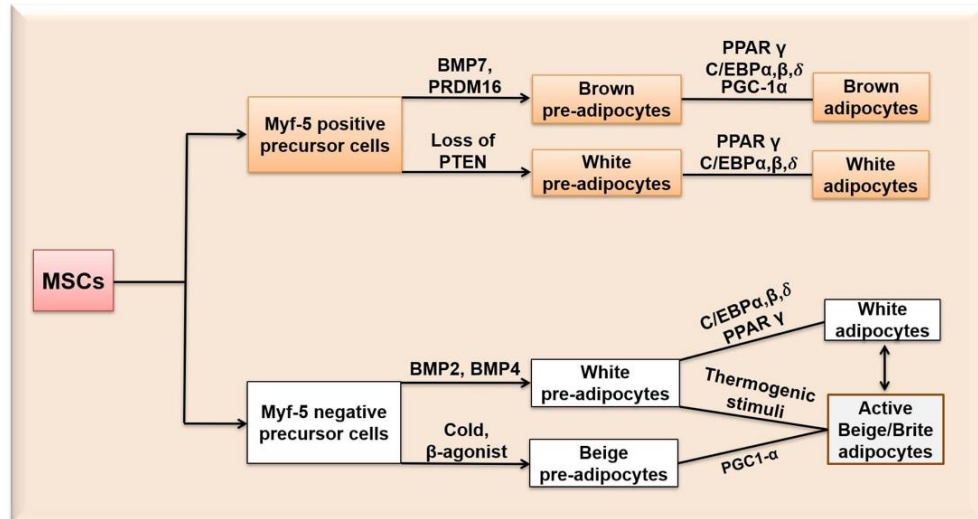 BMP7,
PRDM16
PPAR γ
C/EBPα,β,δ
PGC-1α
Brown
pre-adipocytes
Brown
adipocytes
Myf-5 positive
precursor cells
Loss of
PTEN
White
pre-adipocytes
PPAR γ
C/EBPα,β,δ
White
adipocytes
MSCs
C/EBPα,β,δ
PPAR γ
White
adipocytes
BMP2, BMP4
White
pre-adipocytes
Thermogenic
stimuli
Myf-5 negative
precursor cells
Cold,
β-agonist
Beige
pre-adipocytes
PGC1-α
Active
Beige/Brite
adipocytes